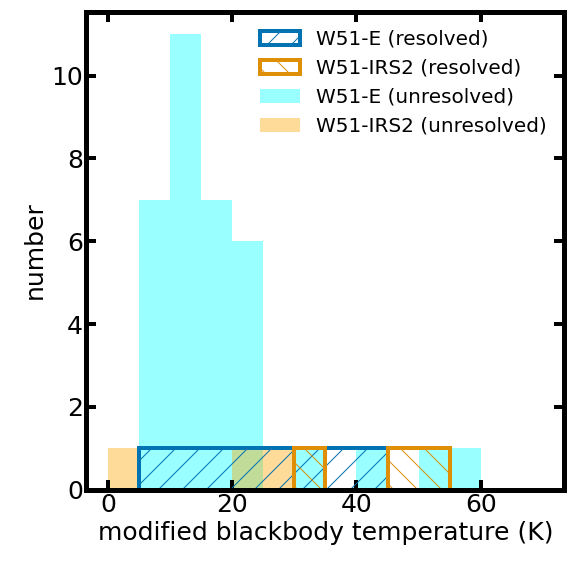 W51-E (resolved)
W51-IRS2 (resolved)
W51-E (unresolved)
W51-IRS2 (unresolved)
number
10
8
6
4
2
0
0 20 40 60
modified blackbody temperature (K)